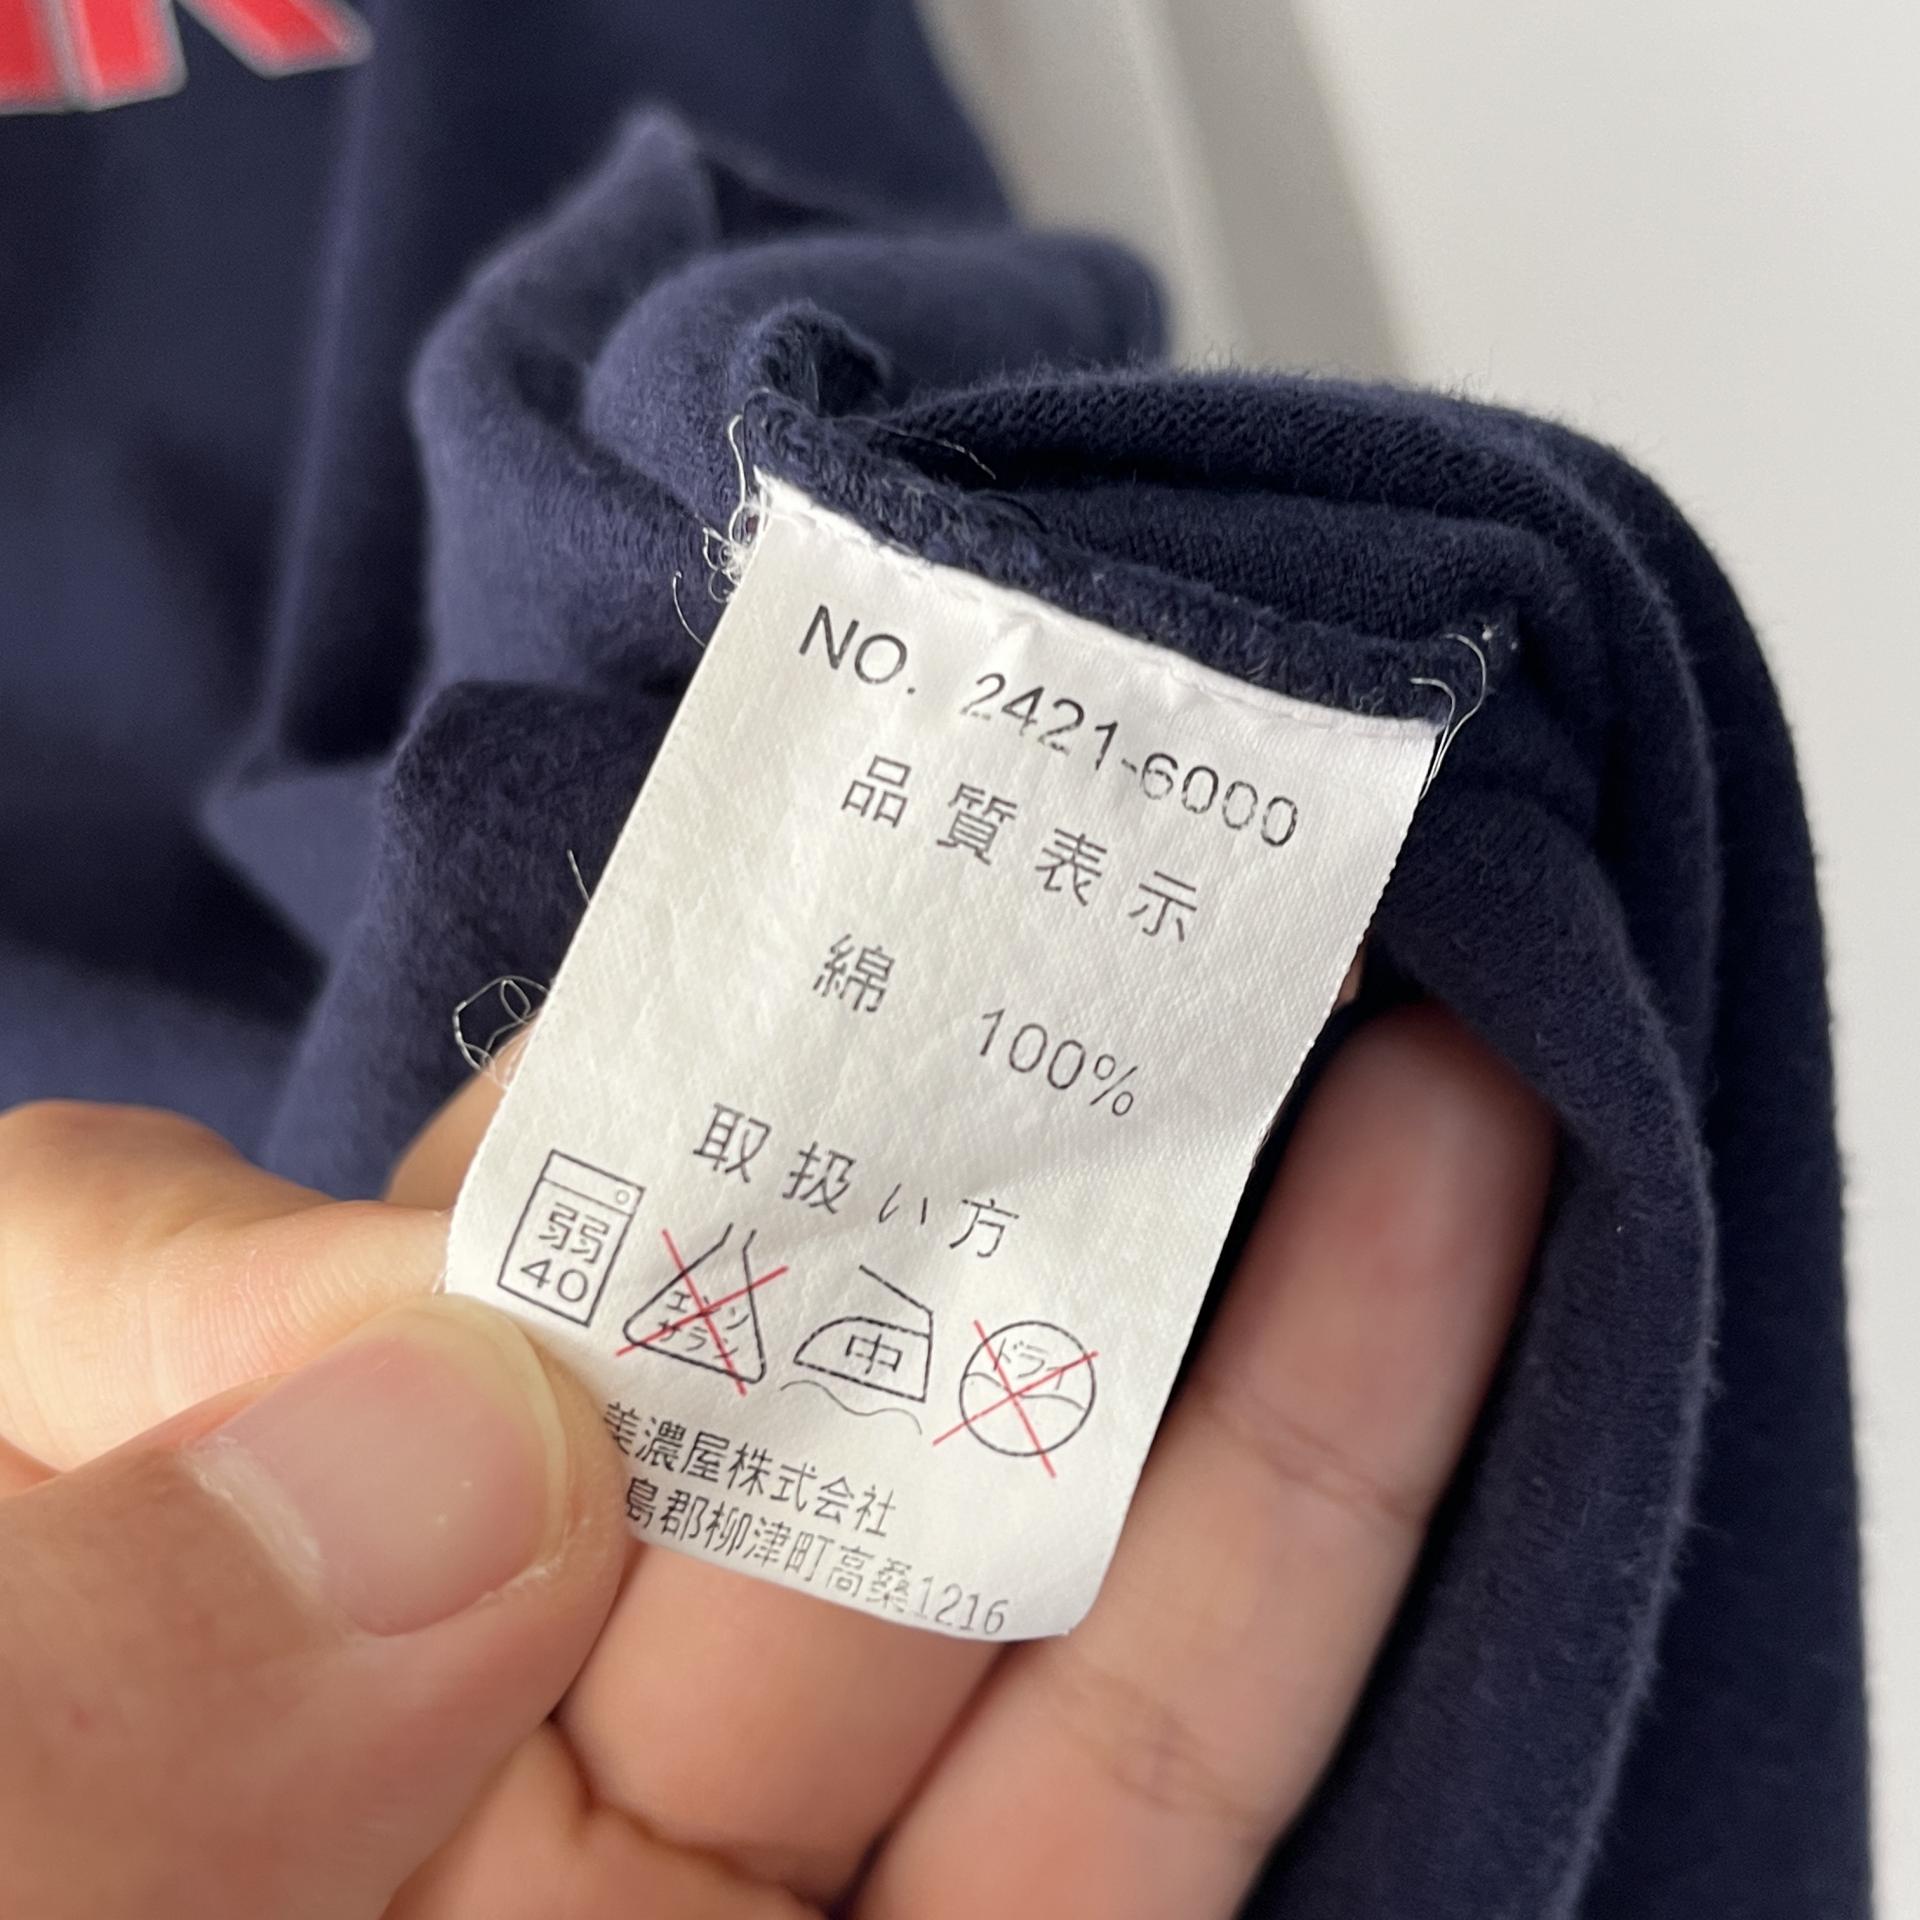 NO. 2421-6000
品質表示
綿 100%
取扱い方
弱 40
エンソ サラシ
中
ドライ
美濃屋株式会社
島郡柳津町高桑1216